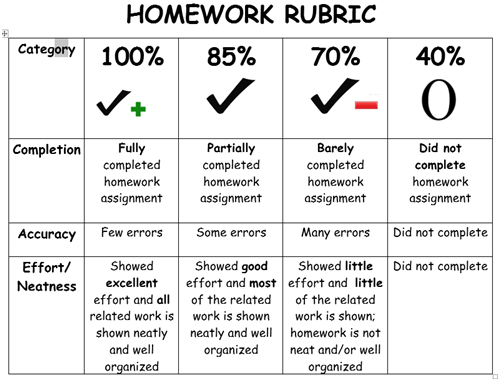 HOMEWORK RUBRIC
Category
100%
85%
70%
40%
0
Completion
Fully
completed
homework
assignment
Partially
completed
homework
assignment
Barely
completed
homework
assignment
Did not
complete
homework
assignment
Accuracy
Few errors
Some errors
Many errors
Did not complete
Effort/
Neatness
Showed
excellent
effort and all
related work is
shown neatly
and well
organized
Showed good
effort and most
of the related
work is shown
neatly and well
organized
Showed little
effort and little
of the related
work is shown;
homework is not
neat and/or well
organized
Did not complete